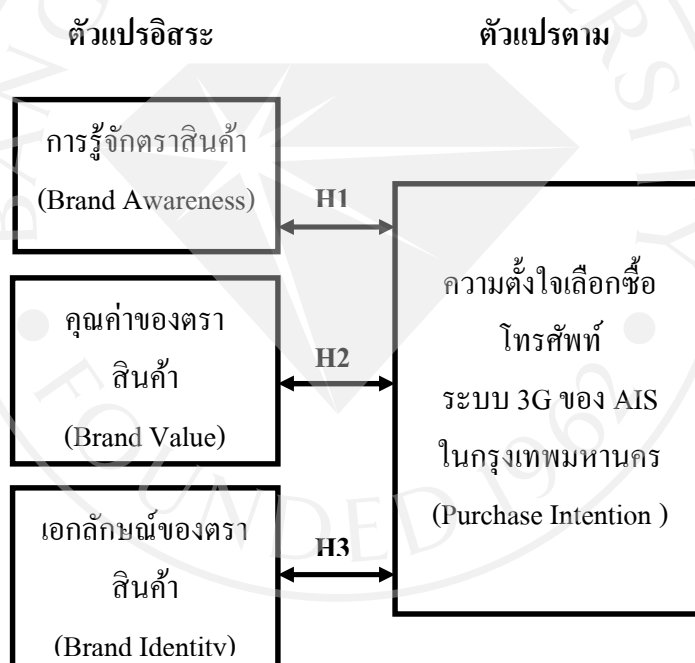 ตัวแปรอิสระ
ตัวแปรตาม
การรู้จักตราสินค้า
(Brand Awareness)
H1
คุณค่าของตรา
สินค้า
(Brand Value)
H2
เอกลักษณ์ของตรา
สินค้า
(Brand Identity)
H3
ความตั้งใจเลือกซื้อ
โทรศัพท์
ระบบ 3G ของ AIS
ในกรุงเทพมหานคร
(Purchase Intention )
FOUNDED 1962